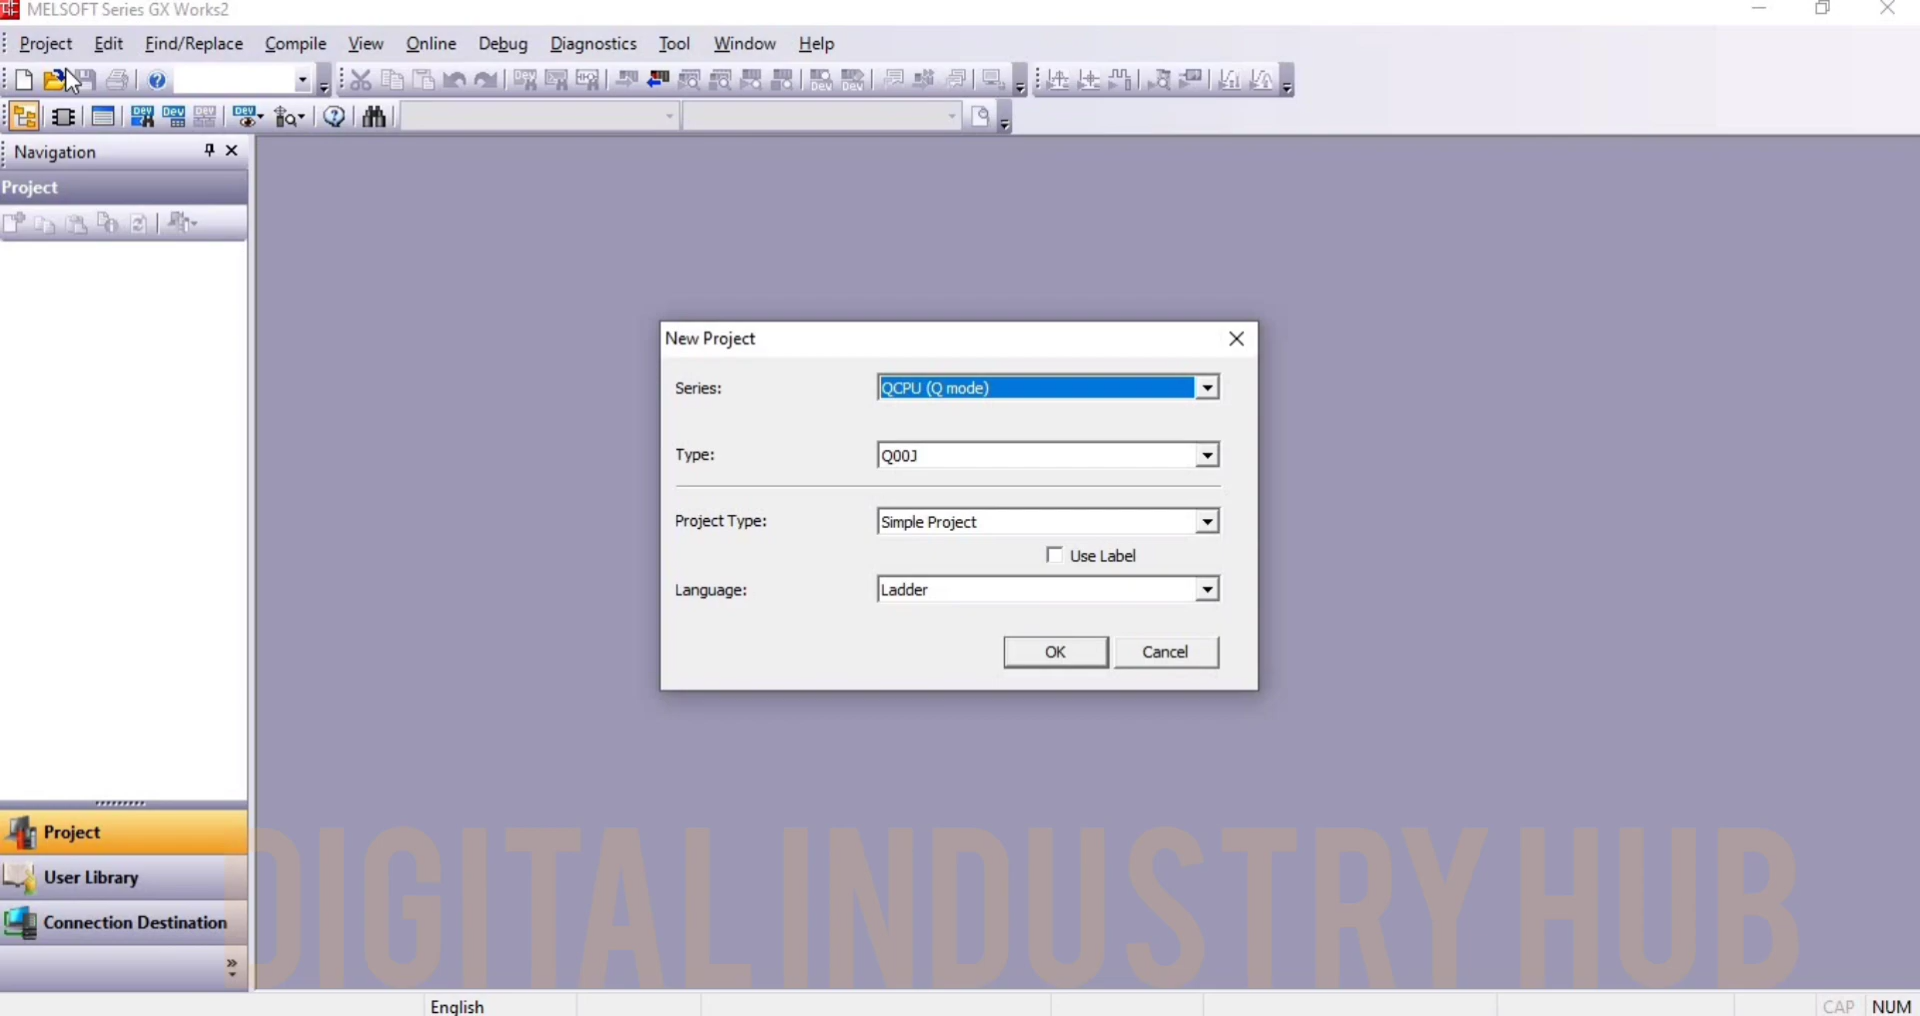 MELSOFT Series GX Works2
Project Edit Find/Replace Compile View Online Debug Diagnostics Tool Window Help
Navigation
Project
New Project
Series: QCPU (Q mode)
Type: Q00J
Project Type: Simple Project
Use Label
Language: Ladder
OK Cancel
Project
User Library
Connection Destination
DIGITAL INDUSTRY HUB
English CAP NUM